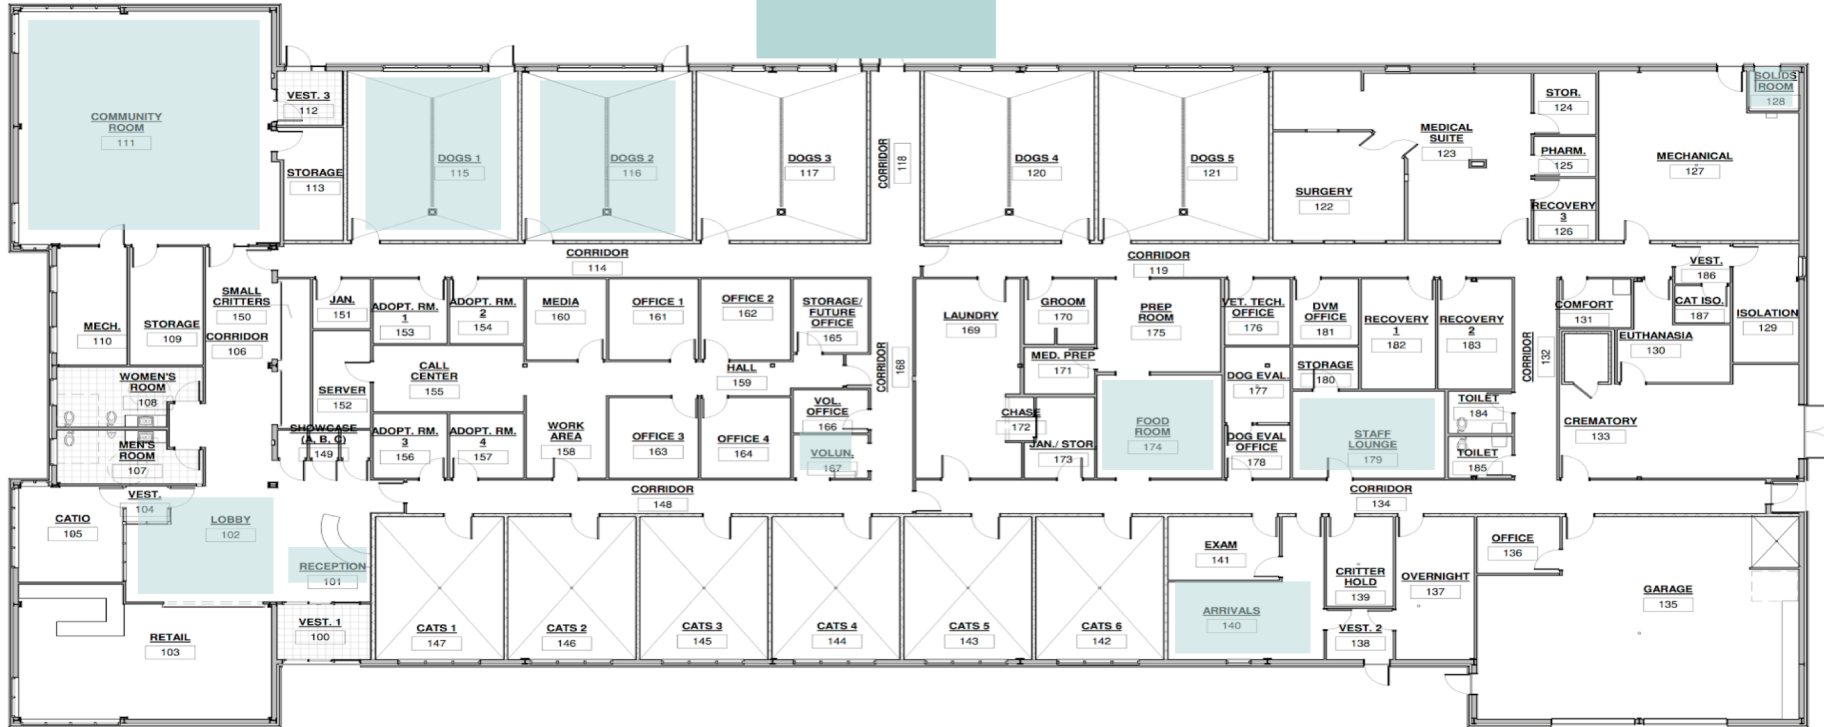 COMMUNITY
ROOM
111
VEST. 3
112
STORAGE
113
DOGS 1
115
DOGS 2
116
DOGS 3
117
CORRIDOR
118
DOGS 4
120
DOGS 5
121
SURGERY
122
MEDICAL
SUITE
123
STOR.
124
PHARM.
125
RECOVERY
3
126
MECHANICAL
127
SOLIDS
ROOM
128
CORRIDOR
114
CORRIDOR
119
MECH.
110
STORAGE
109
SMALL
CRITTERS
150
CORRIDOR
106
JAN.
151
ADOPT. RM.
1
153
ADOPT. RM.
2
154
MEDIA
160
OFFICE 1
161
OFFICE 2
162
STORAGE/
FUTURE
OFFICE
165
CORRIDOR
168
LAUNDRY
169
GROOM
170
PREP
ROOM
175
VET. TECH.
OFFICE
176
DVM
OFFICE
181
RECOVERY
1
182
RECOVERY
2
183
CORRIDOR
132
COMFORT
131
VEST.
186
CAT ISO.
187
ISOLATION
129
EUTHANASIA
130
WOMEN'S
ROOM
108
SERVER
152
CALL
CENTER
155
HALL
159
MED. PREP
171
DOG EVAL.
177
STORAGE
180
MEN'S
ROOM
107
SHOWCASE
(A, B, C)
149
ADOPT. RM.
3
156
ADOPT. RM.
4
157
WORK
AREA
158
OFFICE 3
163
OFFICE 4
164
VOL.
OFFICE
166
VOLUN.
167
CHASE
172
JAN./ STOR.
173
FOOD
ROOM
174
DOG EVAL
OFFICE
178
STAFF
LOUNGE
179
TOILET
184
TOILET
185
CREMATORY
133
VEST.
104
CORRIDOR
148
CORRIDOR
134
CATIO
105
LOBBY
102
RECEPTION
101
EXAM
141
CRITTER
HOLD
139
OVERNIGHT
137
OFFICE
136
GARAGE
135
RETAIL
103
VEST. 1
100
CATS 1
147
CATS 2
146
CATS 3
145
CATS 4
144
CATS 5
143
CATS 6
142
ARRIVALS
140
VEST. 2
138